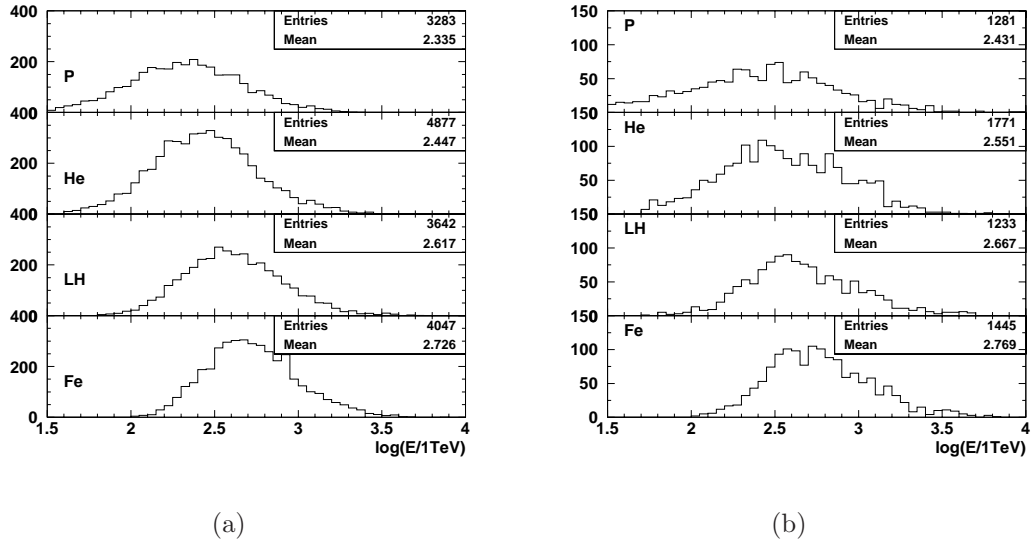 P
Entries 3283
Mean 2.335
He
Entries 4877
Mean 2.447
LH
Entries 3642
Mean 2.617
Fe
Entries 4047
Mean 2.726
400
200
400
200
400
200
400
200
0
1.5 2 2.5 3 3.5 4
log(E/1TeV)
(a)
P
Entries 1281
Mean 2.431
He
Entries 1771
Mean 2.551
LH
Entries 1233
Mean 2.667
Fe
Entries 1445
Mean 2.769
150
100
50
150
100
50
150
100
50
150
100
50
0
1.5 2 2.5 3 3.5 4
log(E/1TeV)
(b)